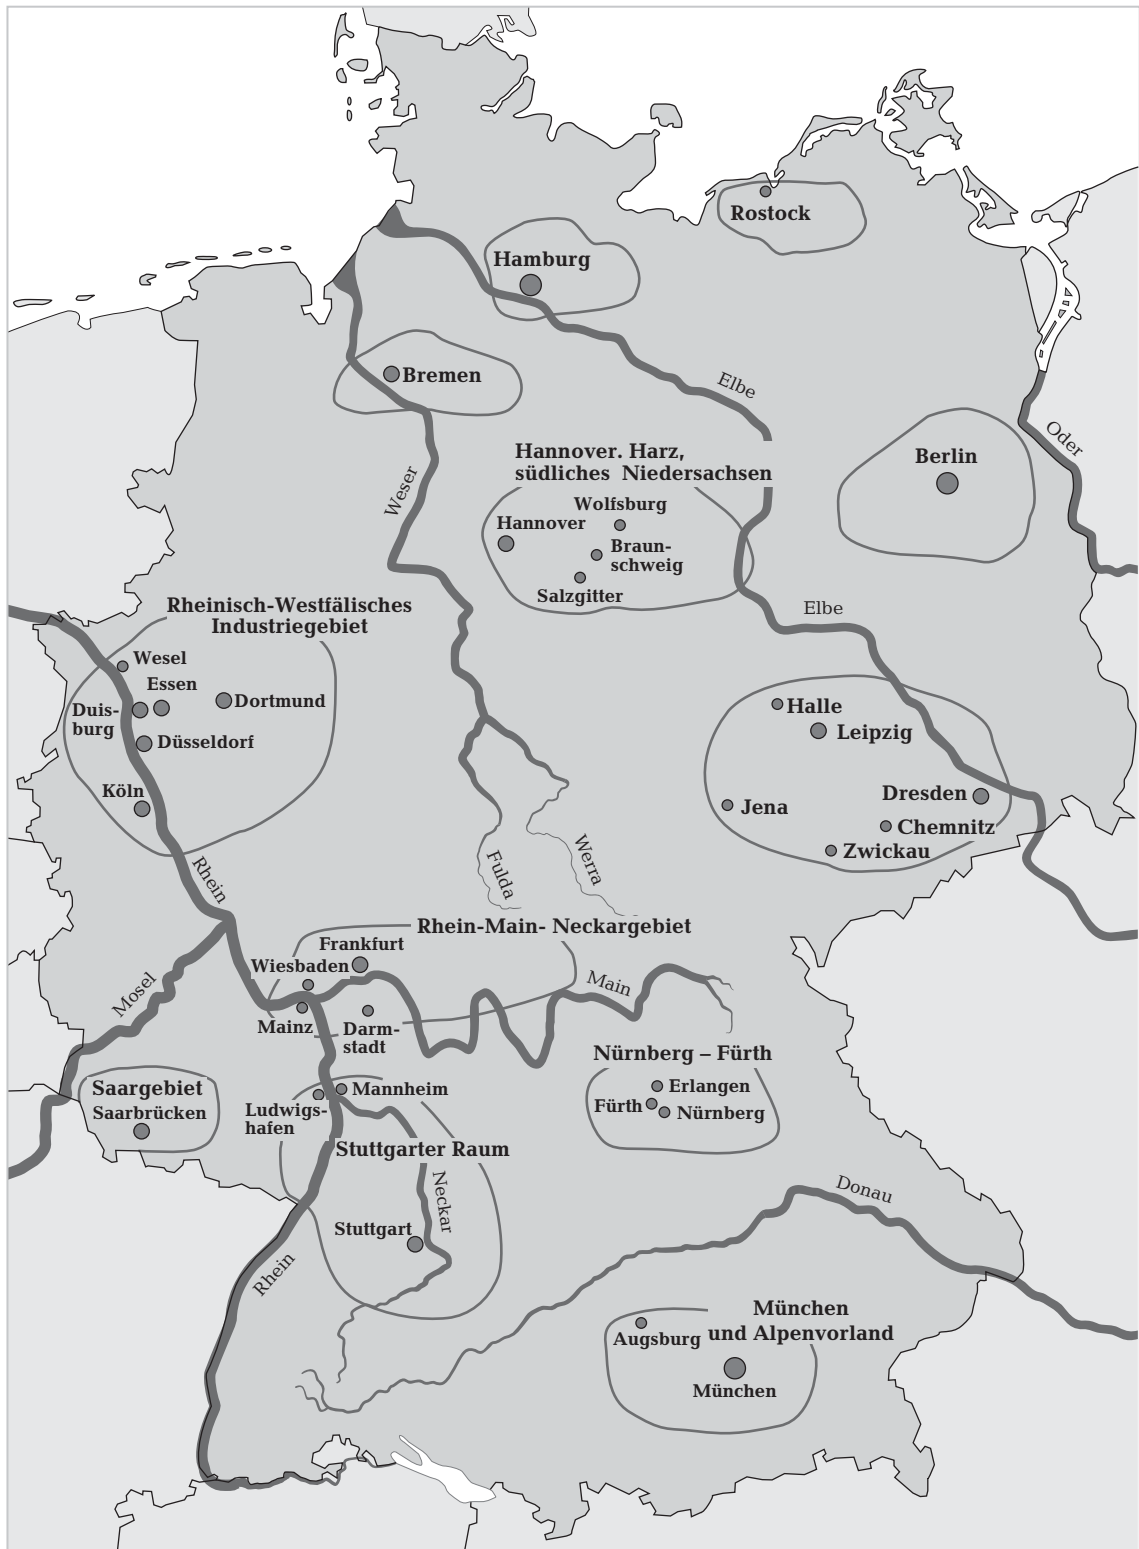 Rostock
Hamburg
Bremen
Elbe
Oder
Hannover. Harz,
südliches Niedersachsen
Berlin
Weser
Wolfsburg
Hannover
Braun-
schweig
Salzgitter
Elbe
Rheinisch-Westfälisches
Industriegebiet
Wesel
Essen
Duis-
burg
Dortmund
Düsseldorf
Köln
Halle
Leipzig
Jena
Dresden
Chemnitz
Zwickau
Rhein
Fulda
Werra
Rhein-Main- Neckargebiet
Frankfurt
Wiesbaden
Mosel
Main
Mainz
Darm-
stadt
Nürnberg – Fürth
Erlangen
Fürth
Nürnberg
Saargebiet
Saarbrücken
Mannheim
Ludwigs-
hafen
Stuttgarter Raum
Neckar
Donau
Stuttgart
Rhein
München
und Alpenvorland
Augsburg
München